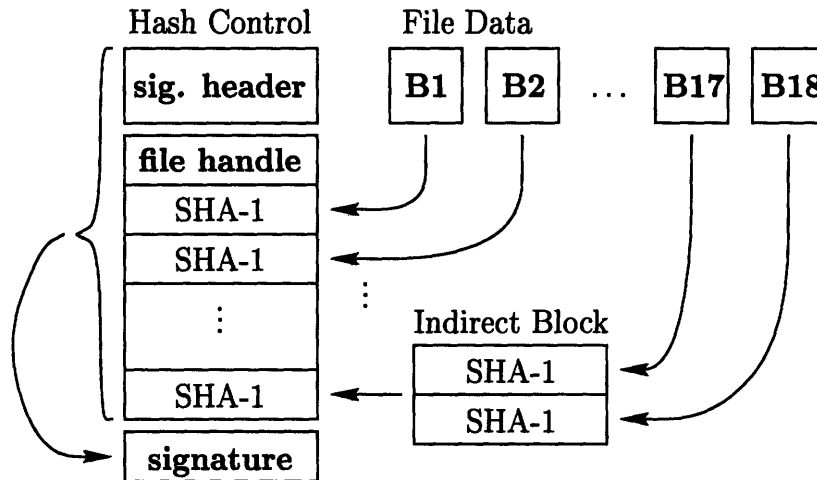 Hash Control
File Data
sig. header
B1
B2
...
B17
B18
file handle
SHA-1
SHA-1
⋮
⋮
Indirect Block
SHA-1
SHA-1
SHA-1
signature